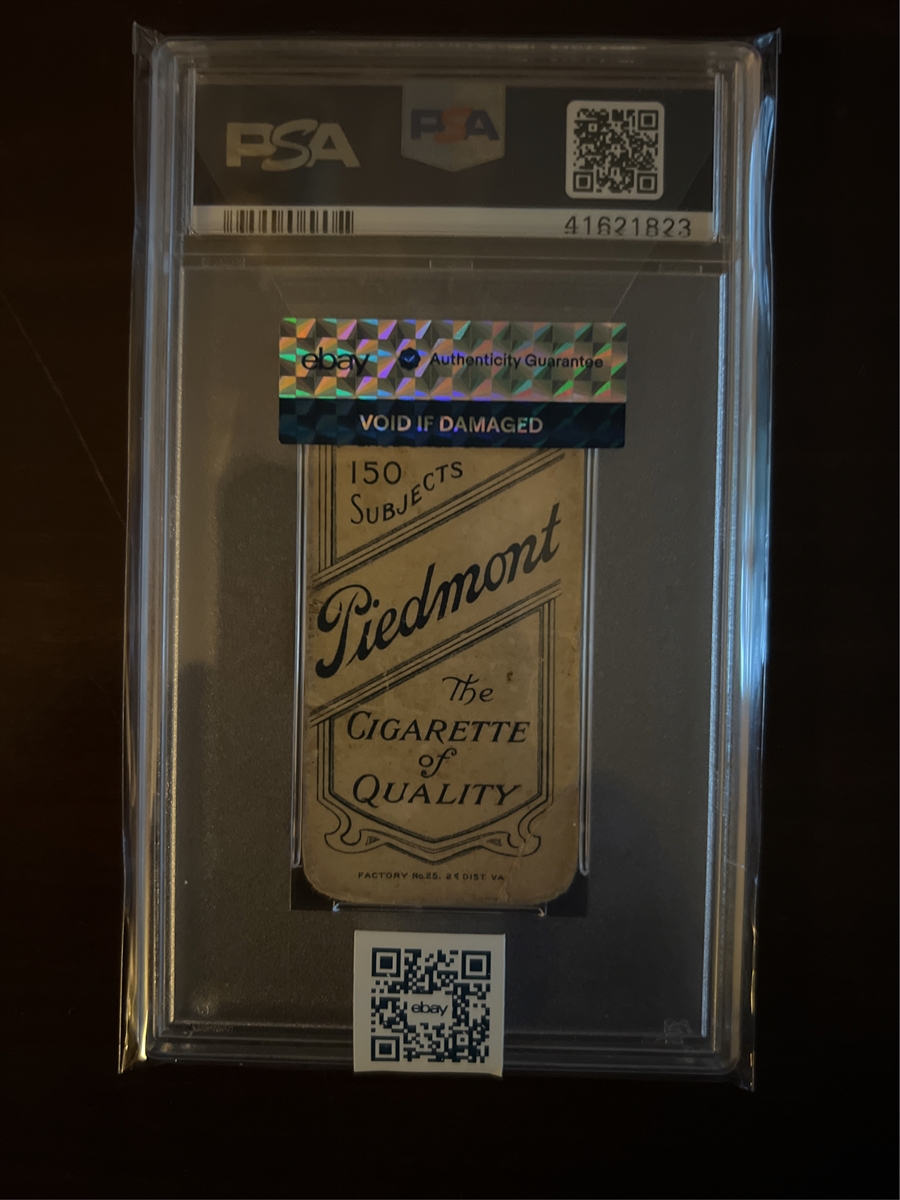 PSA PSA
41621823
ebay Authenticity Guarantee
VOID IF DAMAGED
150
SUBJECTS
Piedmont
The
CIGARETTE
of
QUALITY
FACTORY No 25. 2d DIST. VA
ebay